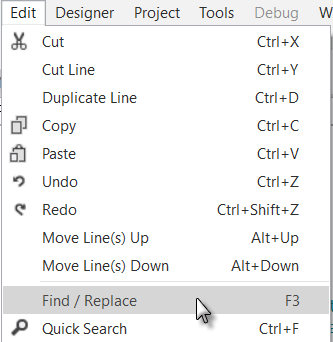 Edit Designer Project Tools Debug W
Cut Ctrl+X
Cut Line Ctrl+Y
Duplicate Line Ctrl+D
Copy Ctrl+C
Paste Ctrl+V
Undo Ctrl+Z
Redo Ctrl+Shift+Z
Move Line(s) Up Alt+Up
Move Line(s) Down Alt+Down
Find / Replace F3
Quick Search Ctrl+F